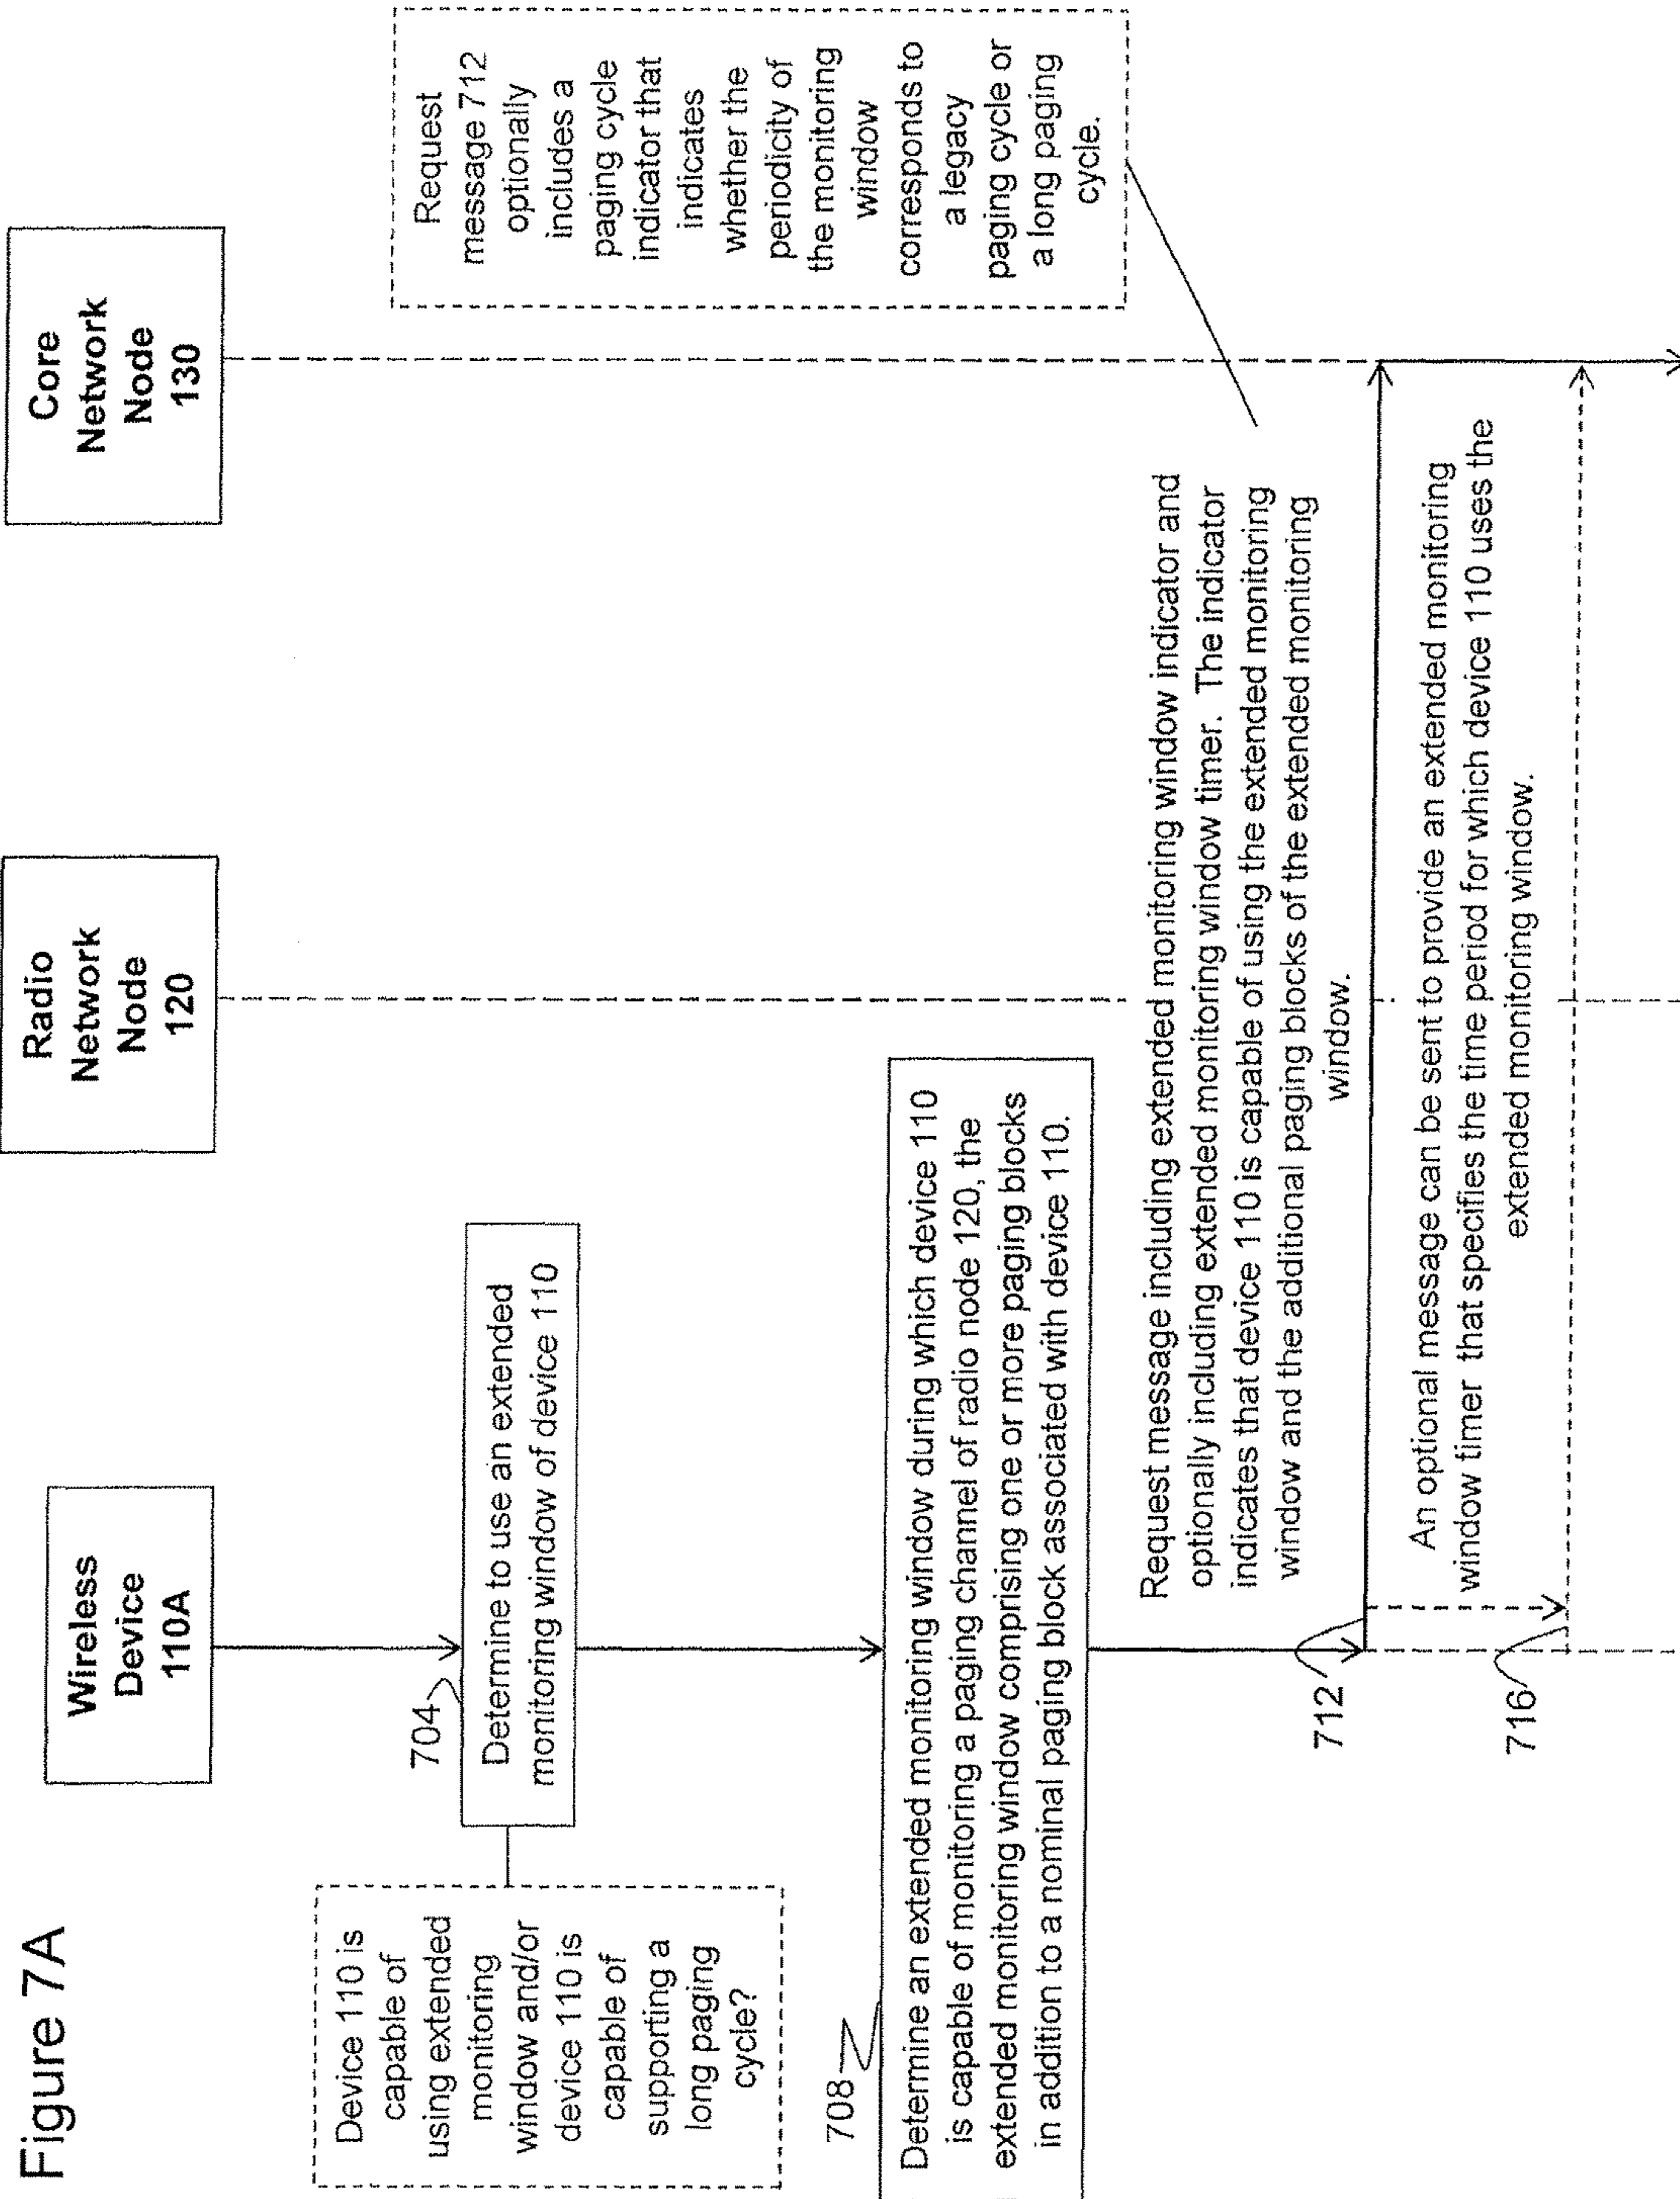 Figure 7A
Wireless
Device
110A
Radio
Network
Node
120
Core
Network
Node
130
Device 110 is
capable of
using extended
monitoring
window and/or
device 110 is
capable of
supporting a
long paging
cycle?
704
Determine to use an extended
monitoring window of device 110
Request
message 712
optionally
includes a
paging cycle
indicator that
indicates
whether the
periodicity of
the monitoring
window
corresponds to
a legacy
paging cycle or
a long paging
cycle.
708
Determine an extended monitoring window during which device 110
is capable of monitoring a paging channel of radio node 120, the
extended monitoring window comprising one or more paging blocks
in addition to a nominal paging block associated with device 110.
Request message including extended monitoring window indicator and
optionally including extended monitoring window timer. The indicator
indicates that device 110 is capable of using the extended monitoring
window and the additional paging blocks of the extended monitoring
window.
712
An optional message can be sent to provide an extended monitoring
window timer that specifies the time period for which device 110 uses the
extended monitoring window.
716